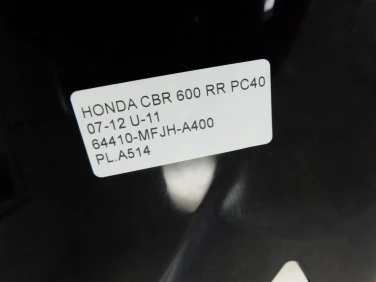 HONDA CBR 600 RR PC40
07-12 U-11
64410-MFJH-A400
PL.A514